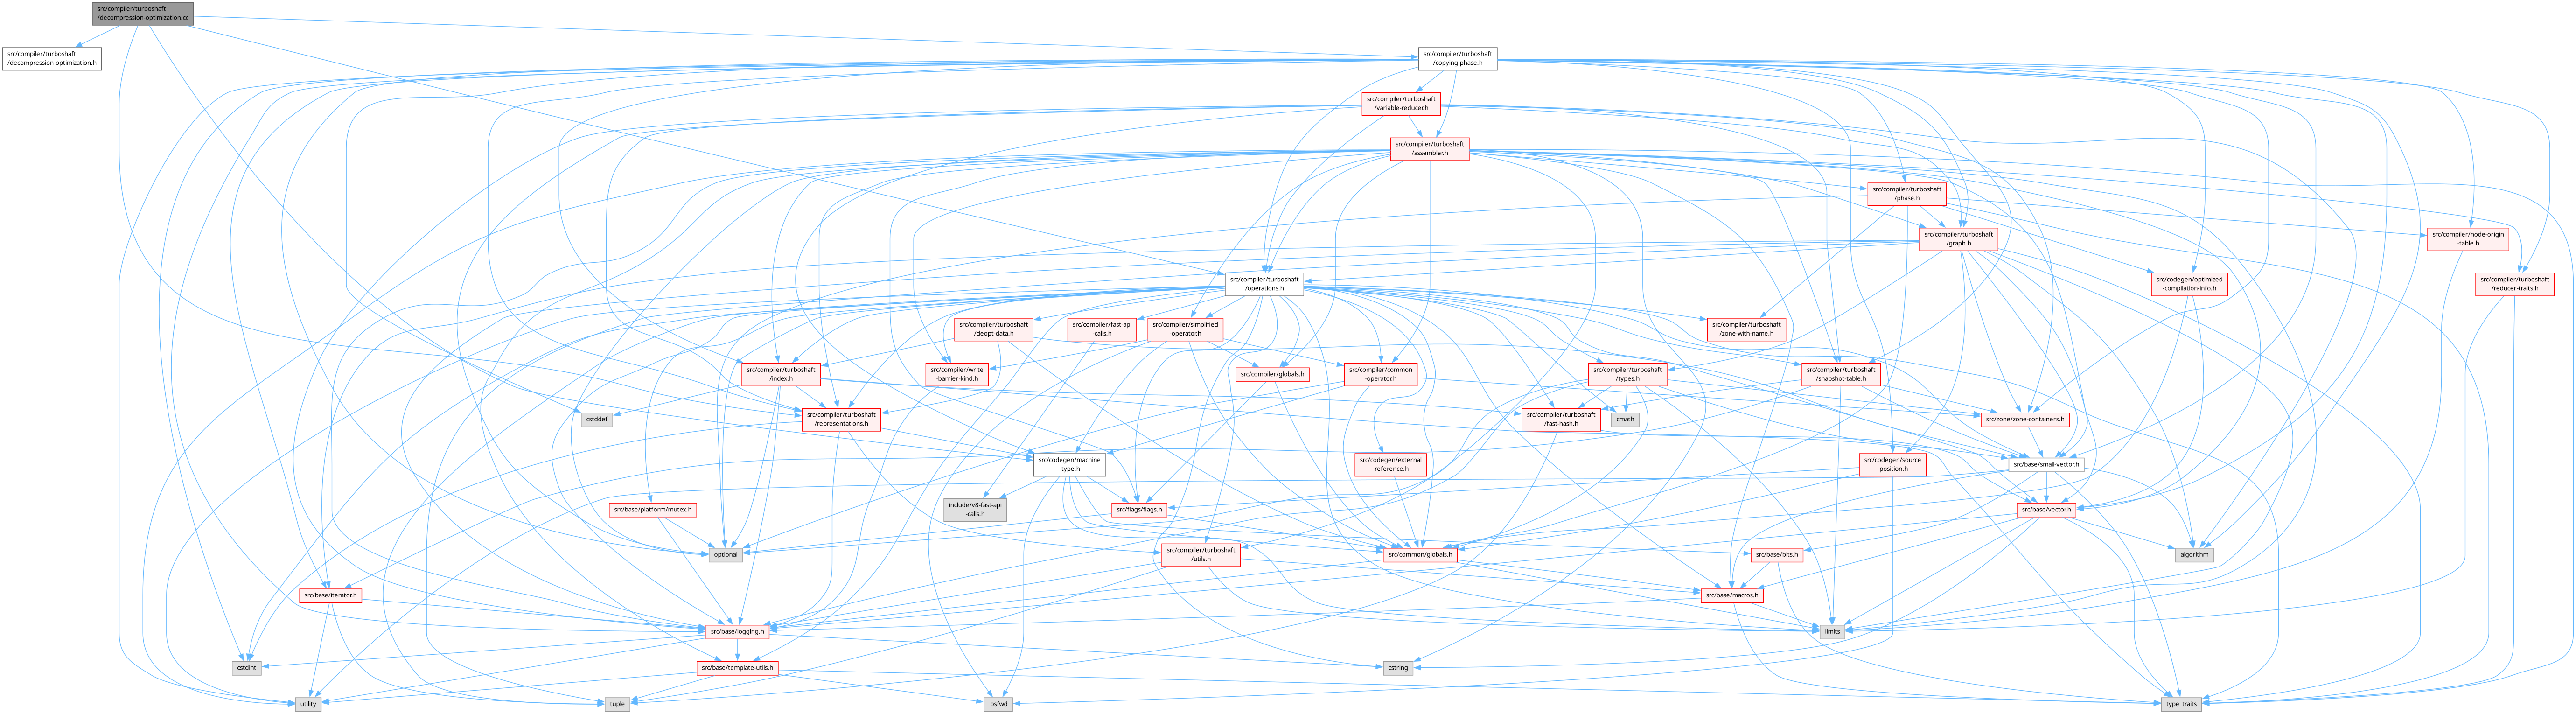 src/compiler/turboshaft
/decompression-optimization.cc
src/compiler/turboshaft
/decompression-optimization.h
src/compiler/turboshaft
/copying-phase.h
src/compiler/turboshaft
/variable-reducer.h
src/compiler/turboshaft
/assembler.h
src/compiler/turboshaft
/phase.h
src/compiler/turboshaft
/graph.h
src/compiler/node-origin
-table.h
src/compiler/turboshaft
/operations.h
src/codegen/optimized
-compilation-info.h
src/compiler/turboshaft
/reducer-traits.h
src/compiler/turboshaft
/deopt-data.h
src/compiler/fast-api
-calls.h
src/compiler/simplified
-operator.h
src/compiler/turboshaft
/zone-with-name.h
src/compiler/turboshaft
/index.h
src/compiler/write
-barrier-kind.h
src/compiler/globals.h
src/compiler/common
-operator.h
src/compiler/turboshaft
/types.h
src/compiler/turboshaft
/snapshot-table.h
cstddef
src/compiler/turboshaft
/representations.h
src/compiler/turboshaft
/fast-hash.h
cmath
src/zone/zone-containers.h
src/codegen/machine
-type.h
src/codegen/external
-reference.h
src/codegen/source
-position.h
src/base/small-vector.h
src/base/platform/mutex.h
include/v8-fast-api
-calls.h
src/flags/flags.h
src/base/vector.h
optional
src/compiler/turboshaft
/utils.h
src/common/globals.h
src/base/bits.h
algorithm
src/base/iterator.h
src/base/macros.h
src/base/logging.h
limits
cstdint
src/base/template-utils.h
cstring
utility
tuple
iosfwd
type_traits